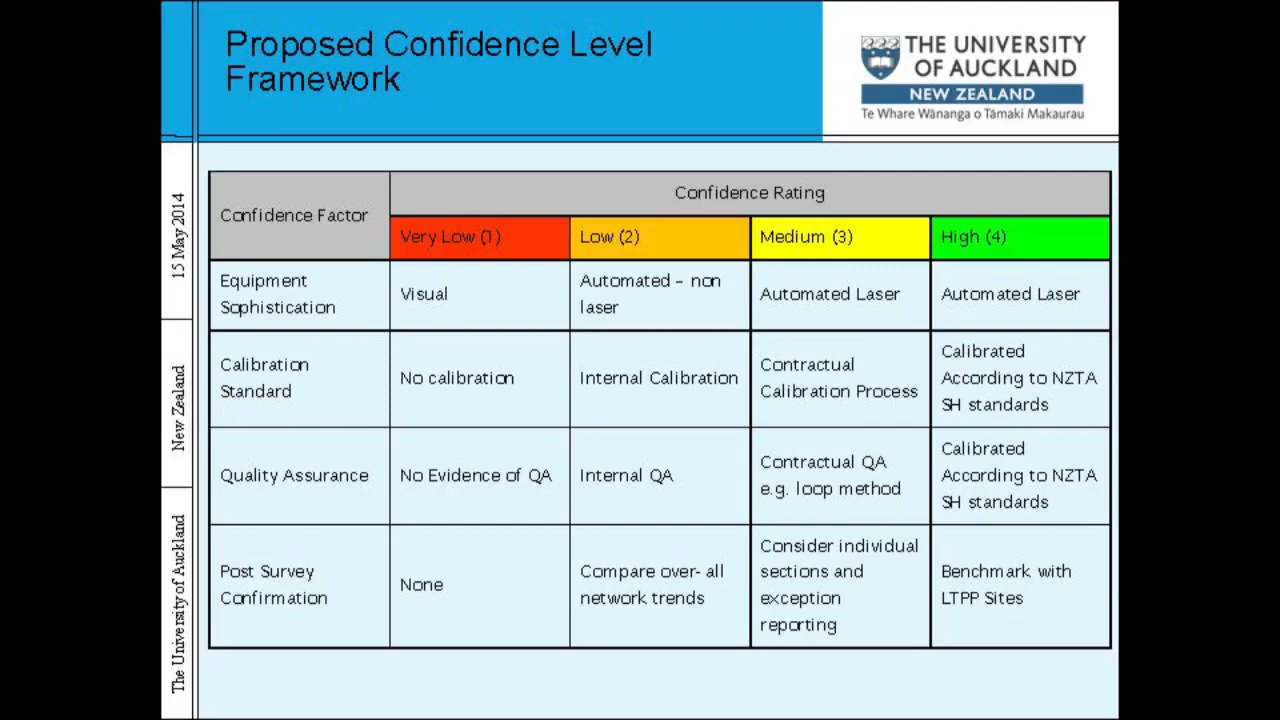 Proposed Confidence Level
Framework
THE UNIVERSITY
OF AUCKLAND
NEW ZEALAND
Te Whare Wānanga o Tāmaki Makaurau
15 May 2014
New Zealand
The University of Auckland
Confidence Factor
Confidence Rating
Very Low (1)
Low (2)
Medium (3)
High (4)
Equipment
Sophistication
Visual
Automated – non
laser
Automated Laser
Automated Laser
Calibration
Standard
No calibration
Internal Calibration
Contractual
Calibration Process
Calibrated
According to NZTA
SH standards
Quality Assurance
No Evidence of QA
Internal QA
Contractual QA
e.g. loop method
Calibrated
According to NZTA
SH standards
Post Survey
Confirmation
None
Compare over- all
network trends
Consider individual
sections and
exception
reporting
Benchmark with
LTPP Sites